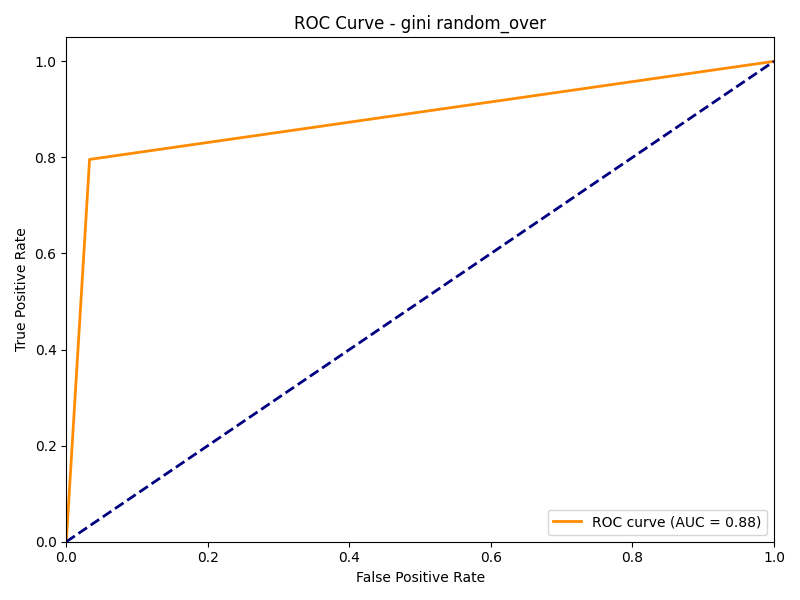 ROC Curve - gini random_over
1.0
0.8
0.6
0.4
0.2
0.0
True Positive Rate
0.0 0.2 0.4 0.6 0.8 1.0
False Positive Rate
ROC curve (AUC = 0.88)